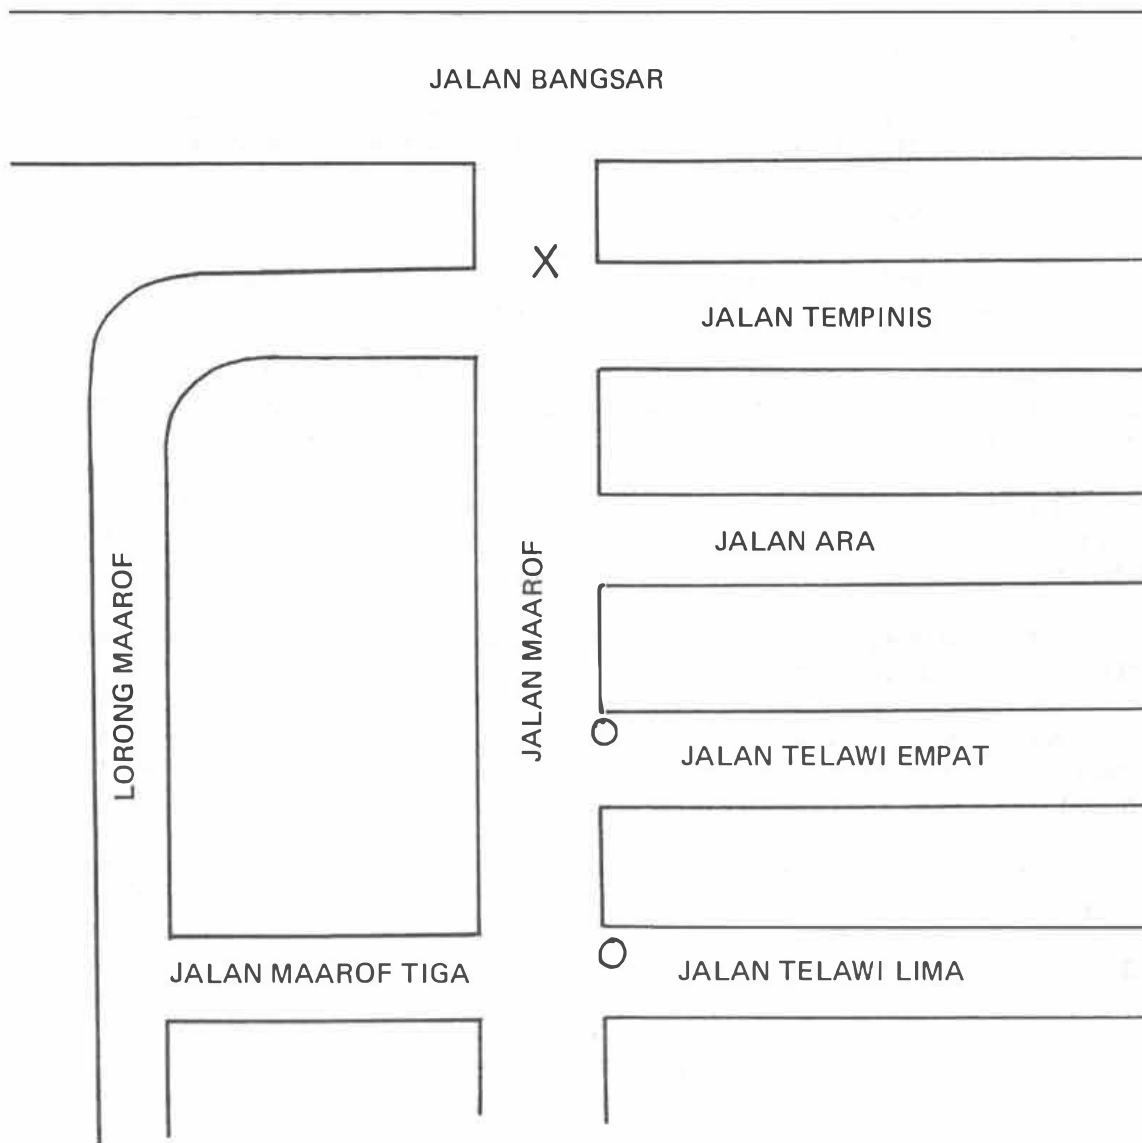 JALAN BANGSAR
X
JALAN TEMPINIS
JALAN ARA
LORONG MAAROF
JALAN MAAROF
O
JALAN TELAWI EMPAT
O
JALAN MAAROF TIGA
JALAN TELAWI LIMA